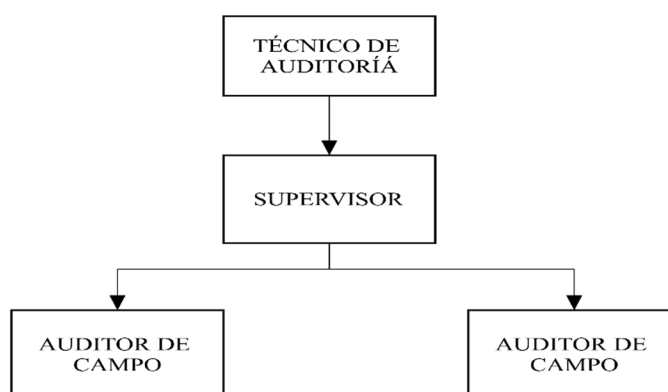 TÉCNICO DE
AUDITORÍÁ
SUPERVISOR
AUDITOR DE
CAMPO
AUDITOR DE
CAMPO